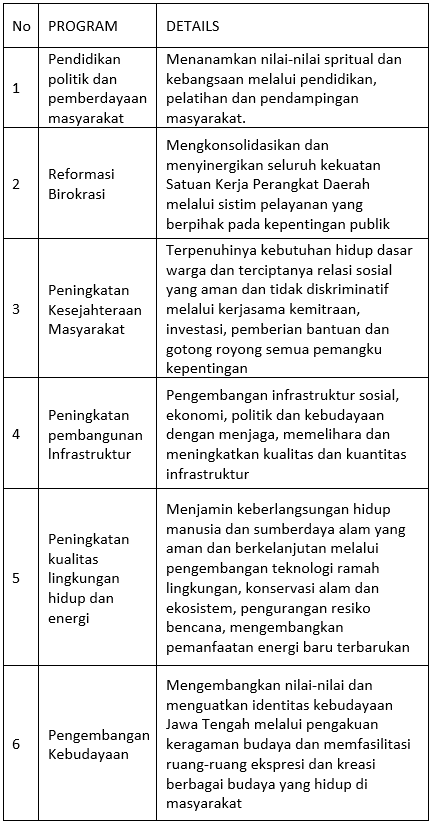 No PROGRAM DETAILS
1
Pendidikan
politik dan
pemberdayaan
masyarakat
Menanamkan nilai-nilai spritual dan
kebangsaan melalui pendidikan,
pelatihan dan pendampingan
masyarakat.
2
Reformasi
Birokrasi
Mengkonsolidasikan dan
menyinergikan seluruh kekuatan
Satuan Kerja Perangkat Daerah
melalui sistim pelayanan yang
berpihak pada kepentingan publik
3
Peningkatan
Kesejahteraan
Masyarakat
Terpenuhinya kebutuhan hidup dasar
warga dan terciptanya relasi sosial
yang aman dan tidak diskriminatif
melalui kerjasama kemitraan,
investasi, pemberian bantuan dan
gotong royong semua pemangku
kepentingan
4
Peningkatan
pembangunan
Infrastruktur
Pengembangan infrastruktur sosial,
ekonomi, politik dan kebudayaan
dengan menjaga, memelihara dan
meningkatkan kualitas dan kuantitas
infrastruktur
5
Peningkatan
kualitas
lingkungan
hidup dan
energi
Menjamin keberlangsungan hidup
manusia dan sumberdaya alam yang
aman dan berkelanjutan melalui
pengembangan teknologi ramah
lingkungan, konservasi alam dan
ekosistem, pengurangan resiko
bencana, mengembangkan
pemanfaatan energi baru terbarukan
6
Pengembangan
Kebudayaan
Mengembangkan nilai-nilai dan
menguatkan identitas kebudayaan
Jawa Tengah melalui pengakuan
keragaman budaya dan memfasilitasi
ruang-ruang ekspresi dan kreasi
berbagai budaya yang hidup di
masyarakat